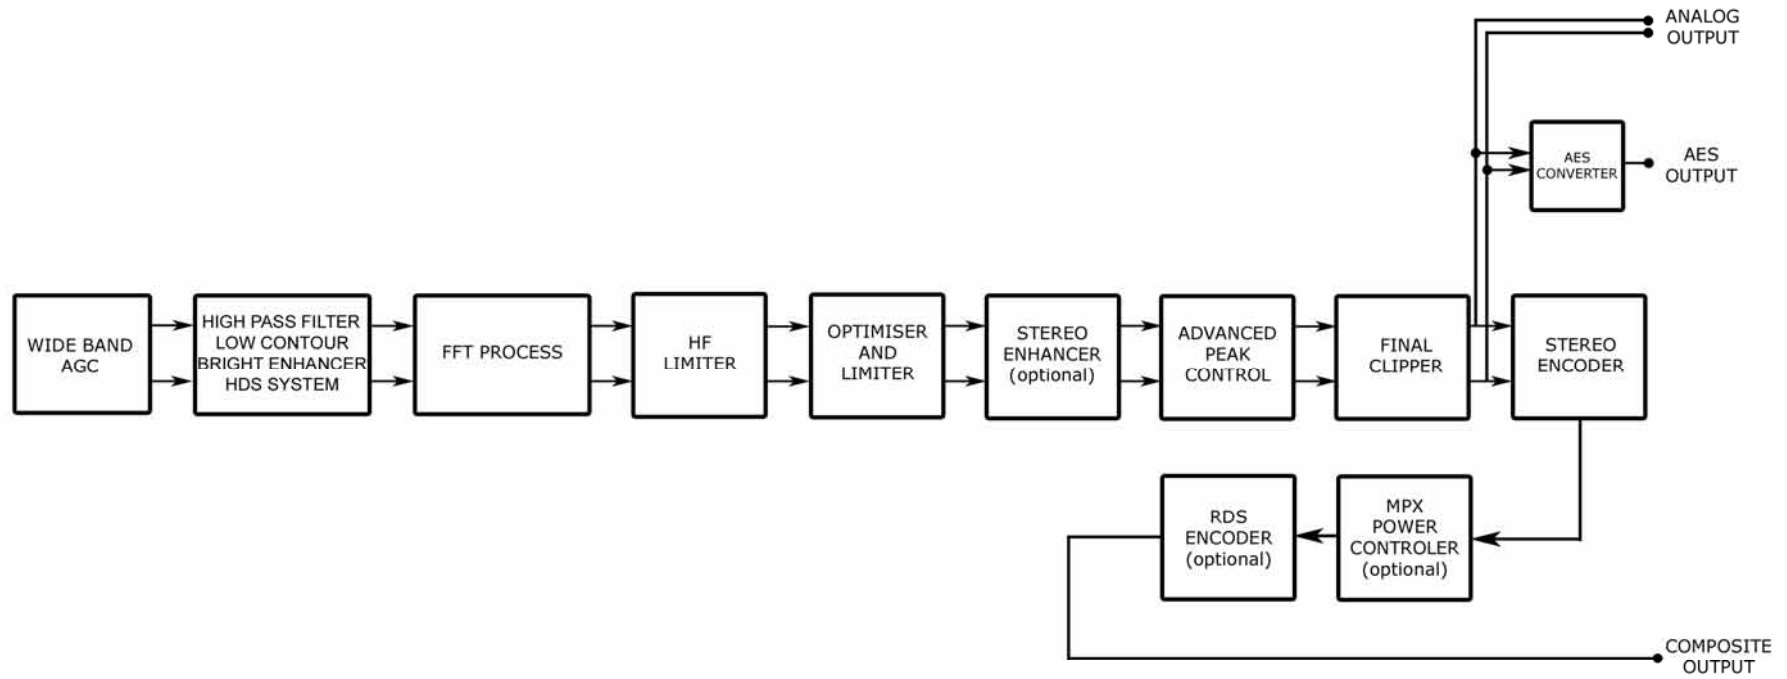 ANALOG
OUTPUT
AES
CONVERTER
AES
OUTPUT
WIDE BAND
AGC
HIGH PASS FILTER
LOW CONTOUR
BRIGHT ENHANCER
HDS SYSTEM
FFT PROCESS
HF
LIMITER
OPTIMISER
AND
LIMITER
STEREO
ENHANCER
(optional)
ADVANCED
PEAK
CONTROL
FINAL
CLIPPER
STEREO
ENCODER
RDS
ENCODER
(optional)
MPX
POWER
CONTROLER
(optional)
COMPOSITE
OUTPUT